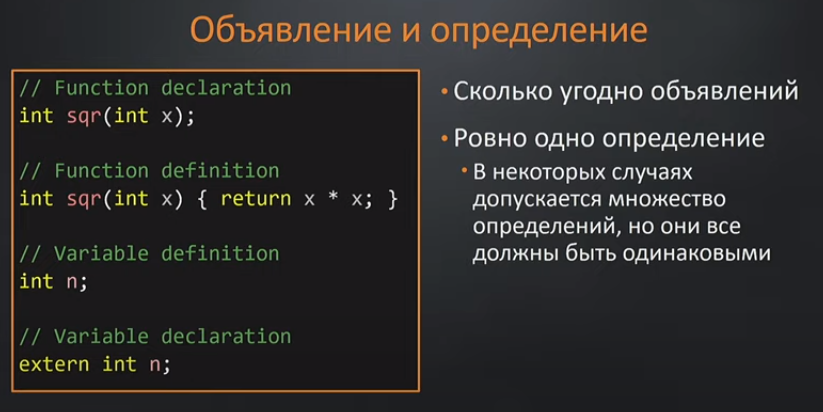 Объявление и определение
// Function declaration
int sqr(int x);
// Function definition
int sqr(int x) { return x * x; }
// Variable definition
int n;
// Variable declaration
extern int n;
• Сколько угодно объявлений
• Ровно одно определение
• В некоторых случаях
допускается множество
определений, но они все
должны быть одинаковыми